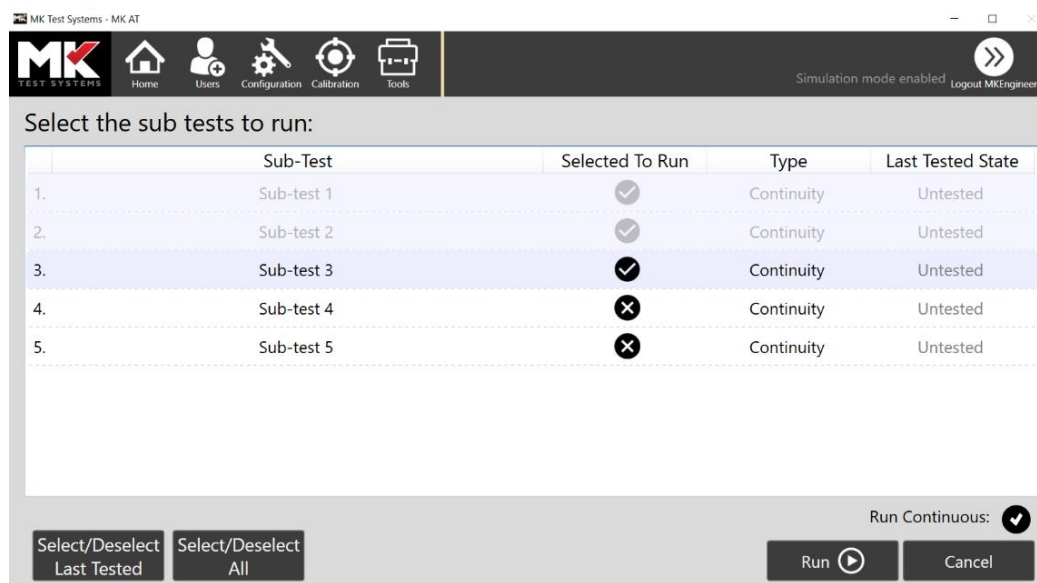 MK Test Systems - MK AT
MK
TEST SYSTEMS
Home
Users
Configuration
Calibration
Tools
Simulation mode enabled
Logout MKEngineer
Select the sub tests to run:
Sub-Test Selected To Run Type Last Tested State
1. Sub-test 1 Continuity Untested
2. Sub-test 2 Continuity Untested
3. Sub-test 3 Continuity Untested
4. Sub-test 4 Continuity Untested
5. Sub-test 5 Continuity Untested
Run Continuous:
Select/Deselect
Last Tested
Select/Deselect
All
Run
Cancel